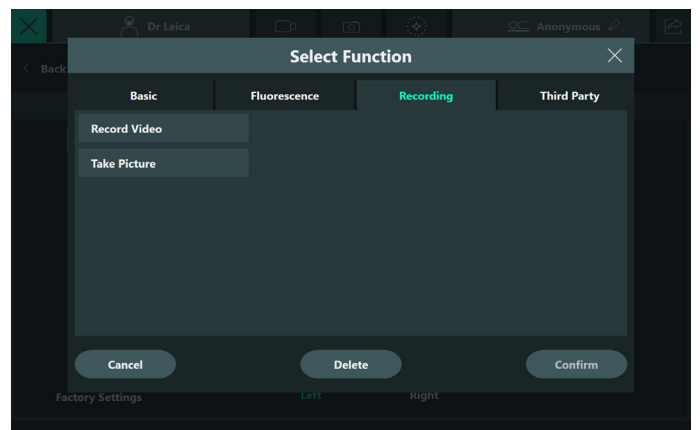 Dr Leica
Anonymous
Back
Select Function
Basic
Fluorescence
Recording
Third Party
Record Video
Take Picture
Cancel
Delete
Confirm
Factory Settings
Left
Right